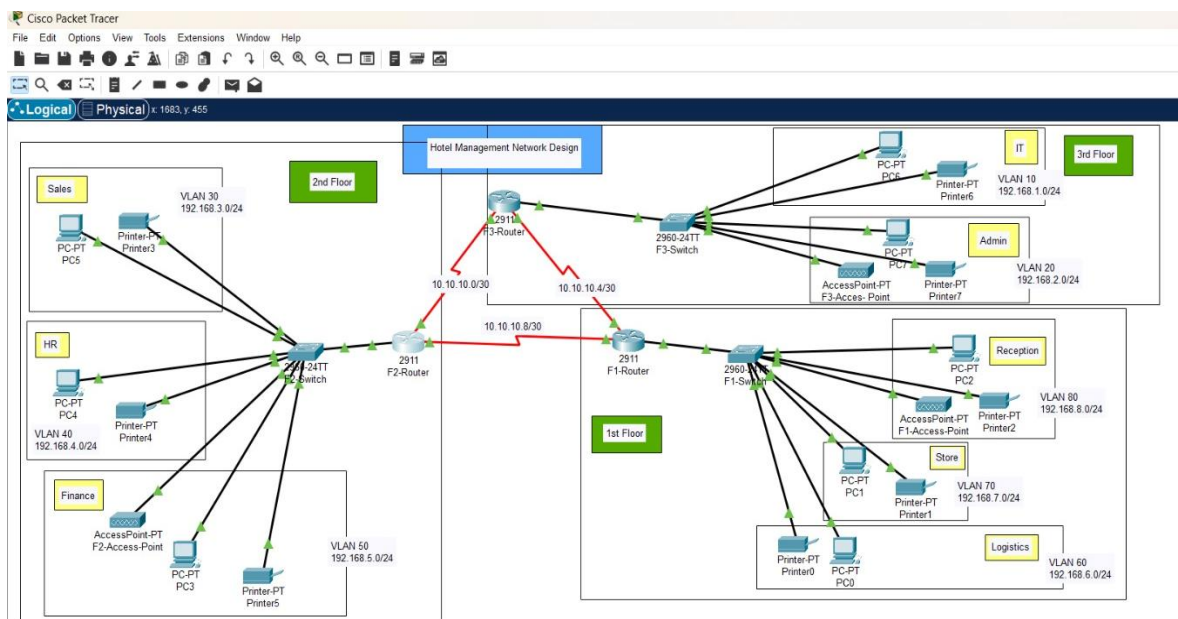 Cisco Packet Tracer
File Edit Options View Tools Extensions Window Help
Logical Physical x: 1683, y: 455
Hotel Management Network Design
2nd Floor
Sales
VLAN 30
192.168.3.0/24
Printer-PT
Printer3
PC-PT
PC5
HR
PC-PT
PC4
Printer-PT
Printer4
VLAN 40
192.168.4.0/24
Finance
AccessPoint-PT
F2-Access-Point
PC-PT
PC3
Printer-PT
Printer5
VLAN 50
192.168.5.0/24
2960-24TT
F2-Switch
2911
F2-Router
10.10.10.0/30
10.10.10.4/30
10.10.10.8/30
3rd Floor
2911
F3-Router
2960-24TT
F3-Switch
IT
PC-PT
PC6
Printer-PT
Printer6
VLAN 10
192.168.1.0/24
Admin
PC-PT
PC7
AccessPoint-PT
F3-Acces- Point
Printer-PT
Printer7
VLAN 20
192.168.2.0/24
1st Floor
2911
F1-Router
2960-24TT
F1-Switch
Reception
PC-PT
PC2
AccessPoint-PT
F1-Access-Point
Printer-PT
Printer2
VLAN 80
192.168.8.0/24
Store
PC-PT
PC1
Printer-PT
Printer1
VLAN 70
192.168.7.0/24
Logistics
Printer-PT
Printer0
PC-PT
PC0
VLAN 60
192.168.6.0/24